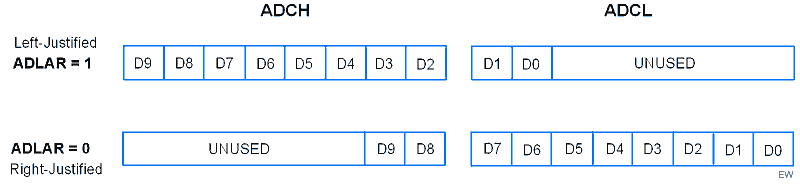 ADCH ADCL
Left-Justified
ADLAR = 1 D9 D8 D7 D6 D5 D4 D3 D2 D1 D0 UNUSED
ADLAR = 0 UNUSED D9 D8 D7 D6 D5 D4 D3 D2 D1 D0
Right-Justified
EW